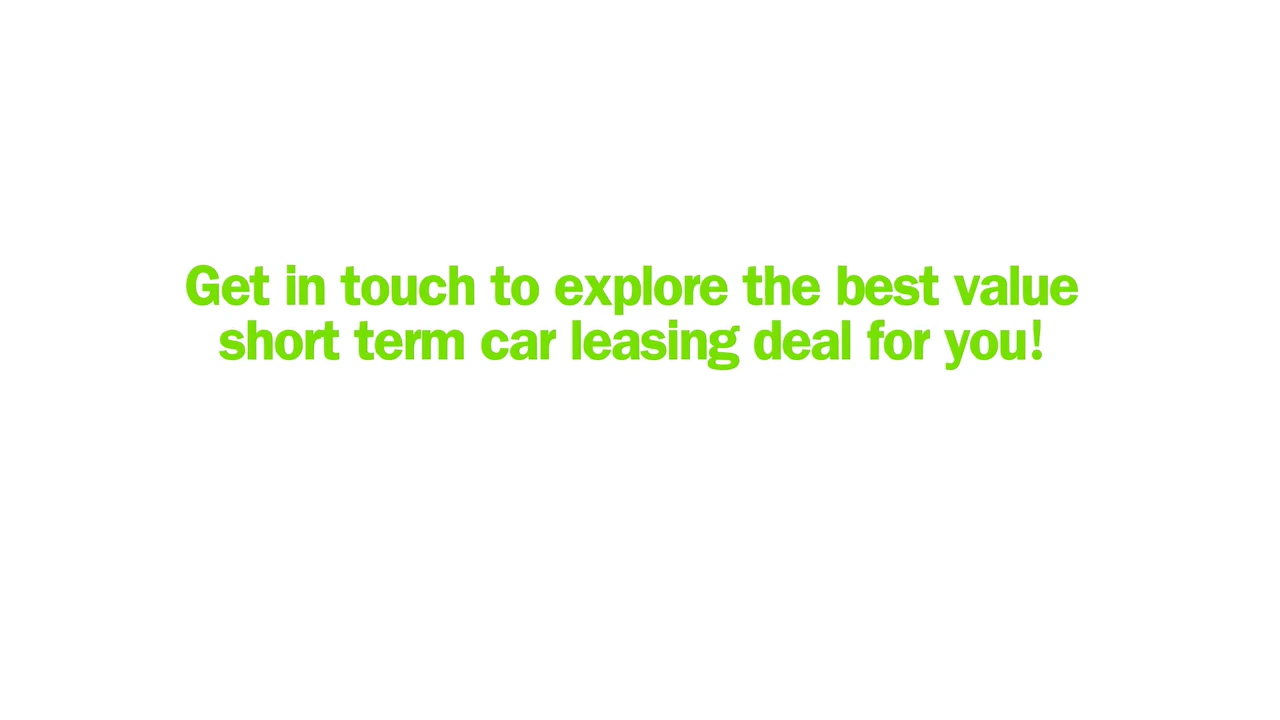 Get in touch to explore the best value
short term car leasing deal for you!